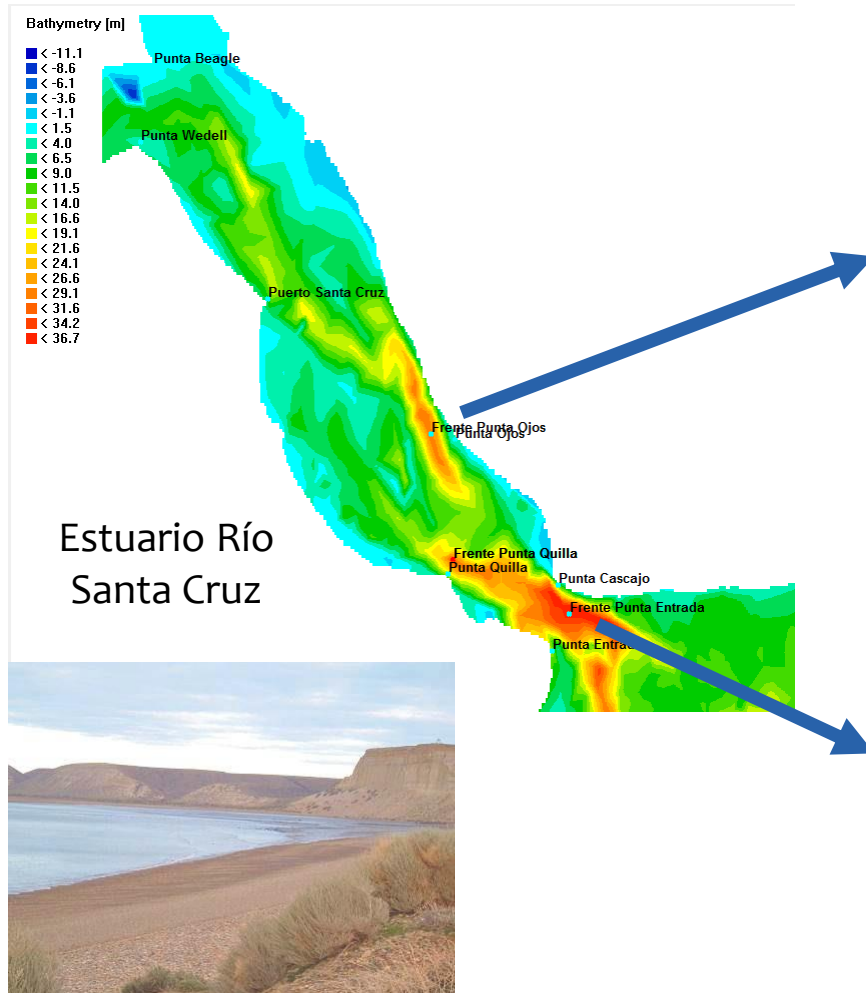 Bathymetry [m]
< -11.1
< -8.6
< -6.1
< -3.6
< -1.1
< 1.5
< 4.0
< 6.5
< 9.0
< 11.5
< 14.0
< 16.6
< 19.1
< 21.6
< 24.1
< 26.6
< 29.1
< 31.6
< 34.2
< 36.7
Punta Beagle
Punta Wedell
Puerto Santa Cruz
Frente Punta Ojos
Punta Ojos
Frente Punta Quilla
Punta Quilla
Punta Cascajo
Frente Punta Entrada
Punta Entrada
Estuario Río
Santa Cruz